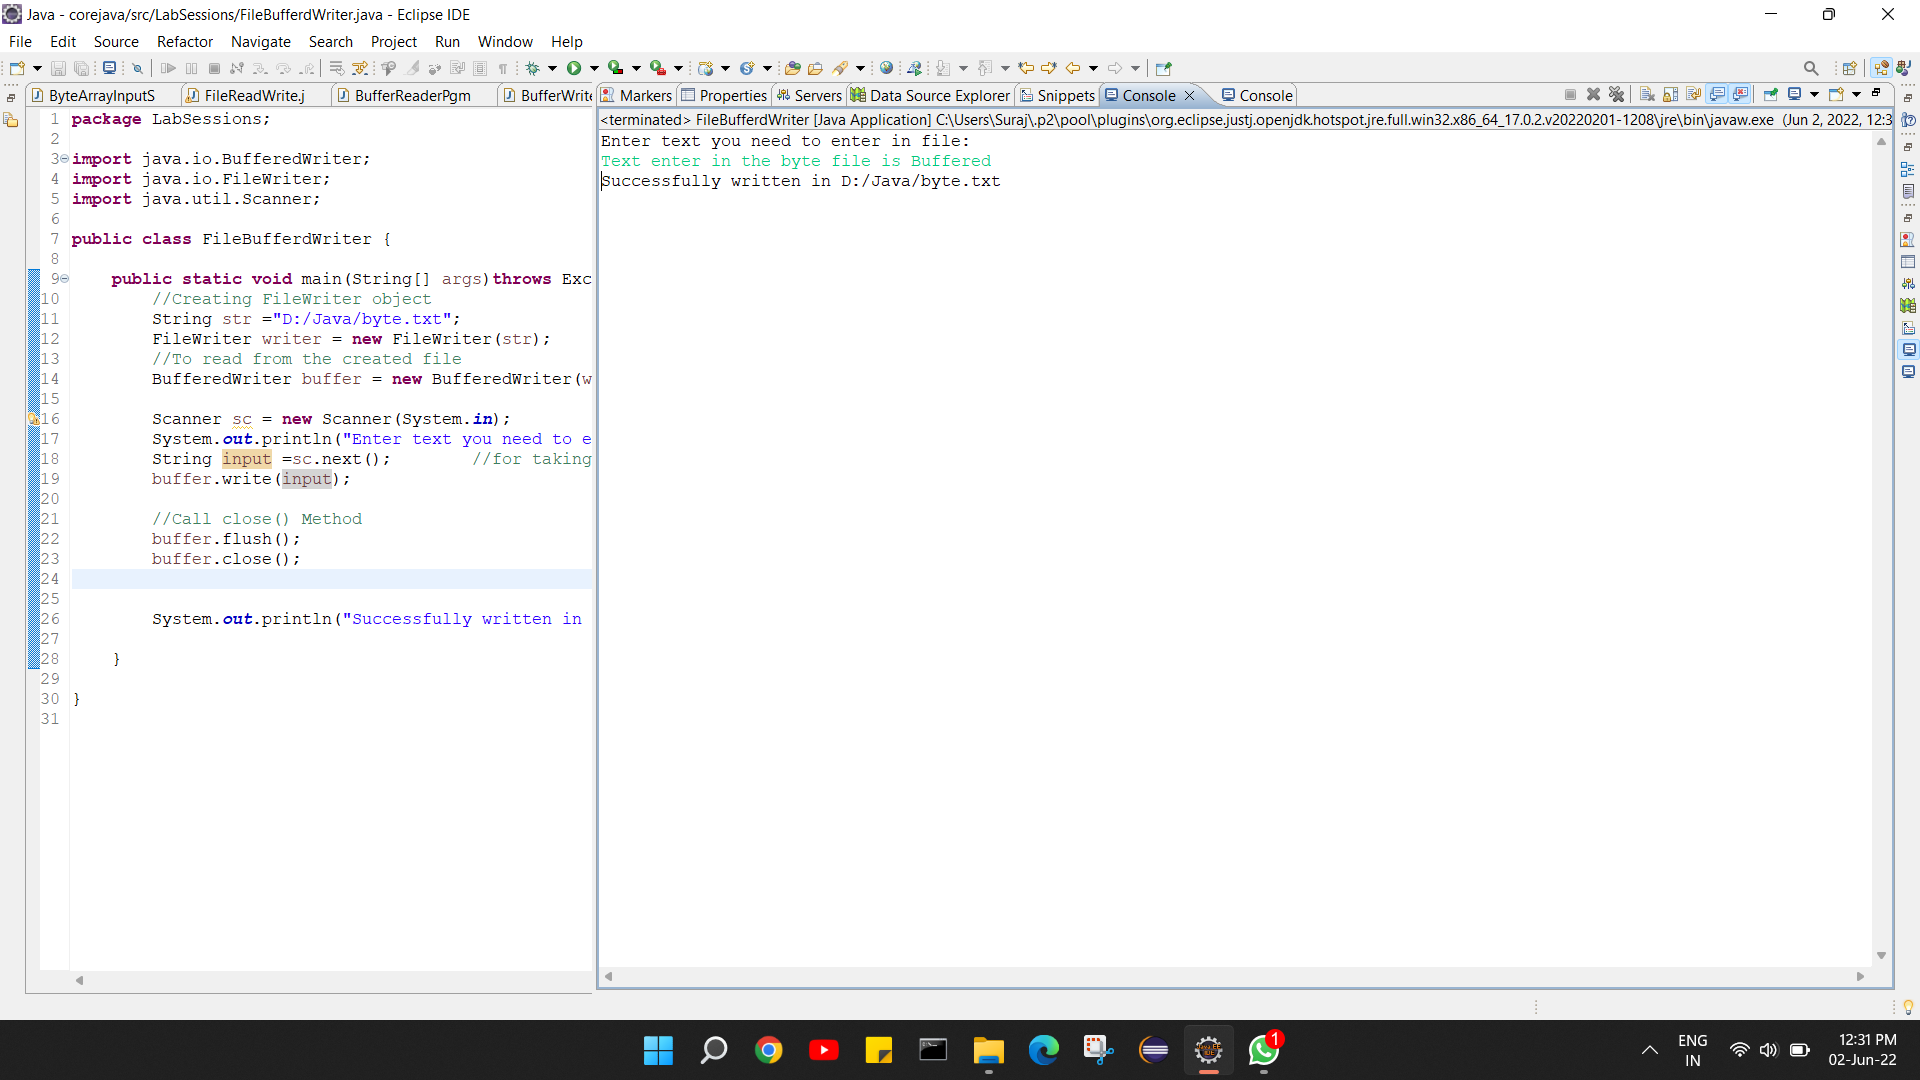 Java - corejava/src/LabSessions/FileBufferdWriter.java - Eclipse IDE
File Edit Source Refactor Navigate Search Project Run Window Help
ByteArrayInputS FileReadWrite.j BufferReaderPgm BufferWrite Markers Properties Servers Data Source Explorer Snippets Console Console
<terminated> FileBufferdWriter [Java Application] C:\Users\Suraj\.p2\pool\plugins\org.eclipse.justj.openjdk.hotspot.jre.full.win32.x86_64_17.0.2.v20220201-1208\jre\bin\javaw.exe (Jun 2, 2022, 12:3
1 package LabSessions;
2
3 import java.io.BufferedWriter;
4 import java.io.FileWriter;
5 import java.util.Scanner;
6
7 public class FileBufferdWriter {
8
9 public static void main(String[] args)throws Exc
10 //Creating FileWriter object
11 String str ="D:/Java/byte.txt";
12 FileWriter writer = new FileWriter(str);
13 //To read from the created file
14 BufferedWriter buffer = new BufferedWriter(w
15
16 Scanner sc = new Scanner(System.in);
17 System.out.println("Enter text you need to e
18 String input =sc.next(); //for taking
19 buffer.write(input);
20
21 //Call close() Method
22 buffer.flush();
23 buffer.close();
24
25
26 System.out.println("Successfully written in
27
28 }
29
30 }
31
Enter text you need to enter in file:
Text enter in the byte file is Buffered
Successfully written in D:/Java/byte.txt
1
ENG
IN
12:31 PM
02-Jun-22